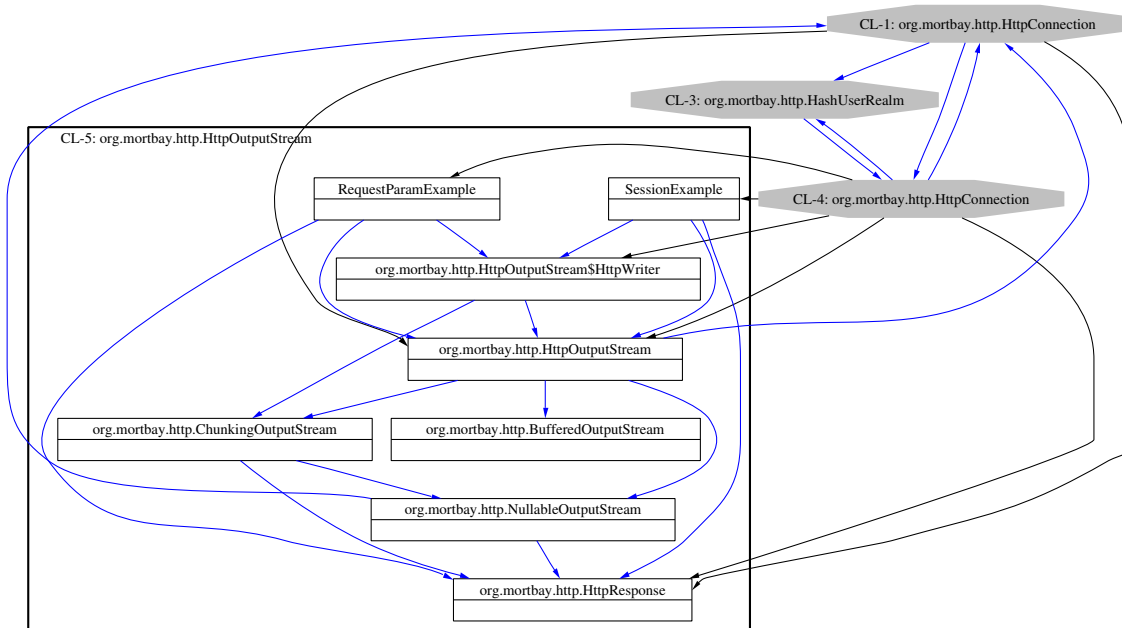 CL-1: org.mortbay.http.HttpConnection
CL-3: org.mortbay.http.HashUserRealm
CL-5: org.mortbay.http.HttpOutputStream
RequestParamExample
SessionExample
CL-4: org.mortbay.http.HttpConnection
org.mortbay.http.HttpOutputStream$HttpWriter
org.mortbay.http.HttpOutputStream
org.mortbay.http.ChunkingOutputStream
org.mortbay.http.BufferedOutputStream
org.mortbay.http.NullableOutputStream
org.mortbay.http.HttpResponse